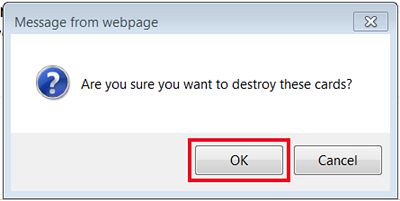 Message from webpage
Are you sure you want to destroy these cards?
OK Cancel